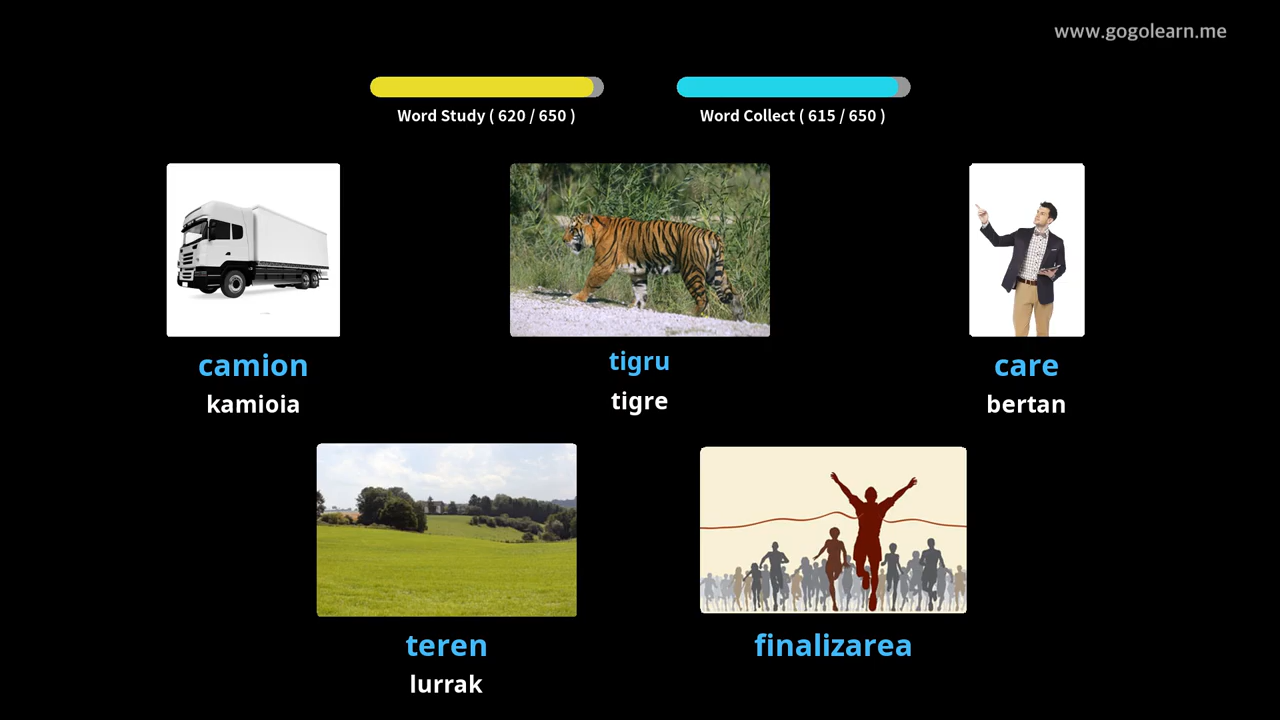 www.gogolearn.me
Word Study ( 620 / 650 )
Word Collect ( 615 / 650 )
camion
kamioia
tigru
tigre
care
bertan
teren
lurrak
finalizarea